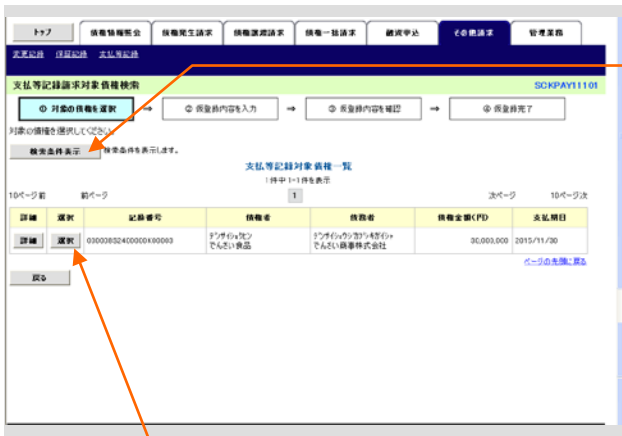 トップ 債権情報照会 債権発生請求 債権譲渡請求 債権一括請求 融資申込 その他請求 管理業務
変更記録 保証記録 支払等記録
支払等記録請求対象債権検索 SCKPAY11101
① 対象の債権を選択 ⇒ ② 仮登録内容を入力 ⇒ ③ 仮登録内容を確認 ⇒ ④ 仮登録完了
対象の債権を選択してください。
検索条件表示 検索条件を表示します。
支払等記録対象債権一覧
1件中 1-1件を表示
10ページ前 前ページ 1 次ページ 10ページ次
詳細 選択 記録番号 債権者 債務者 債権金額(円) 支払期日
詳細 選択 03000852400000K00003 でんさい食品 でんさい商事株式会社 30,000,000 2015/11/30
ページの先頭に戻る
戻る